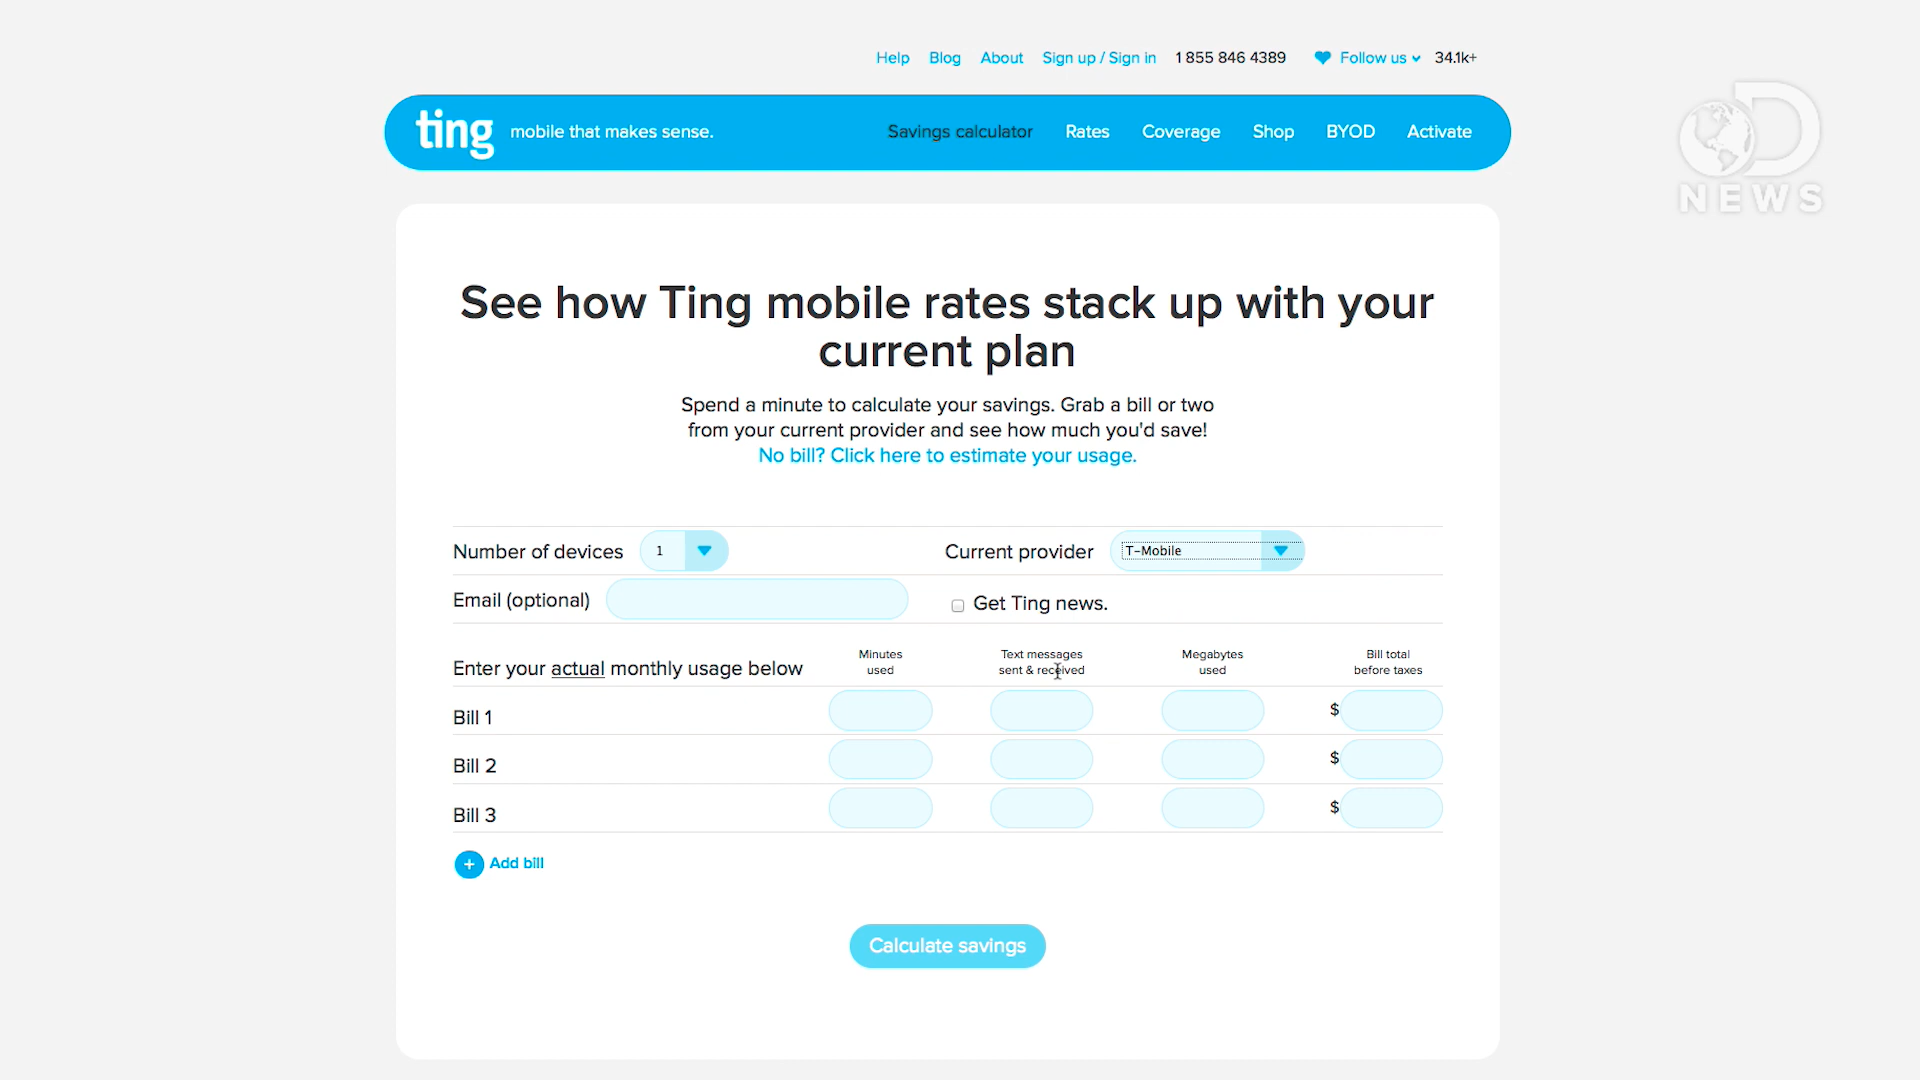 Help Blog About Sign up / Sign in 1 855 846 4389 Follow us 34.1k+
ting mobile that makes sense. Savings calculator Rates Coverage Shop BYOD Activate
D NEWS
See how Ting mobile rates stack up with your
current plan
Spend a minute to calculate your savings. Grab a bill or two
from your current provider and see how much you'd save!
No bill? Click here to estimate your usage.
Number of devices 1 Current provider T-Mobile
Email (optional) Get Ting news.
Enter your actual monthly usage below
Minutes
used
Text messages
sent & received
Megabytes
used
Bill total
before taxes
Bill 1 $
Bill 2 $
Bill 3 $
+ Add bill
Calculate savings